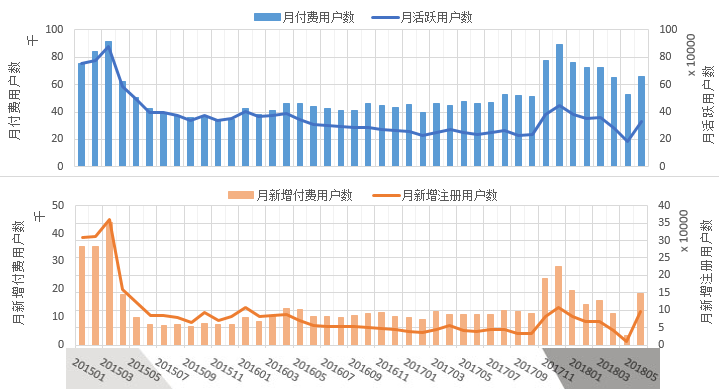 月付费用户数 月活跃用户数
千
x 10000
月付费用户数
月活跃用户数
100 100
80 80
60 60
40 40
20 20
0 0
月新增付费用户数 月新增注册用户数
千
x 10000
月新增付费用户数
月新增注册用户数
50 40
40 35
30 30
20 25
10 20
0 15
10
5
0
201501 201503 201505 201507 201509 201511 201601 201603 201605 201607 201609 201611 201701 201703 201705 201707 201709 201711 201801 201803 201805